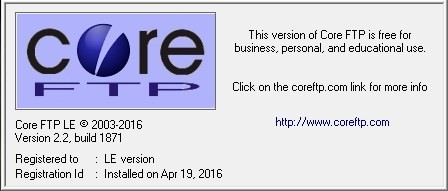 core
FTP
This version of Core FTP is free for
business, personal, and educational use.
Click on the coreftp.com link for more info
http://www.coreftp.com
Core FTP LE © 2003-2016
Version 2.2, build 1871
Registered to : LE version
Registration Id : Installed on Apr 19, 2016